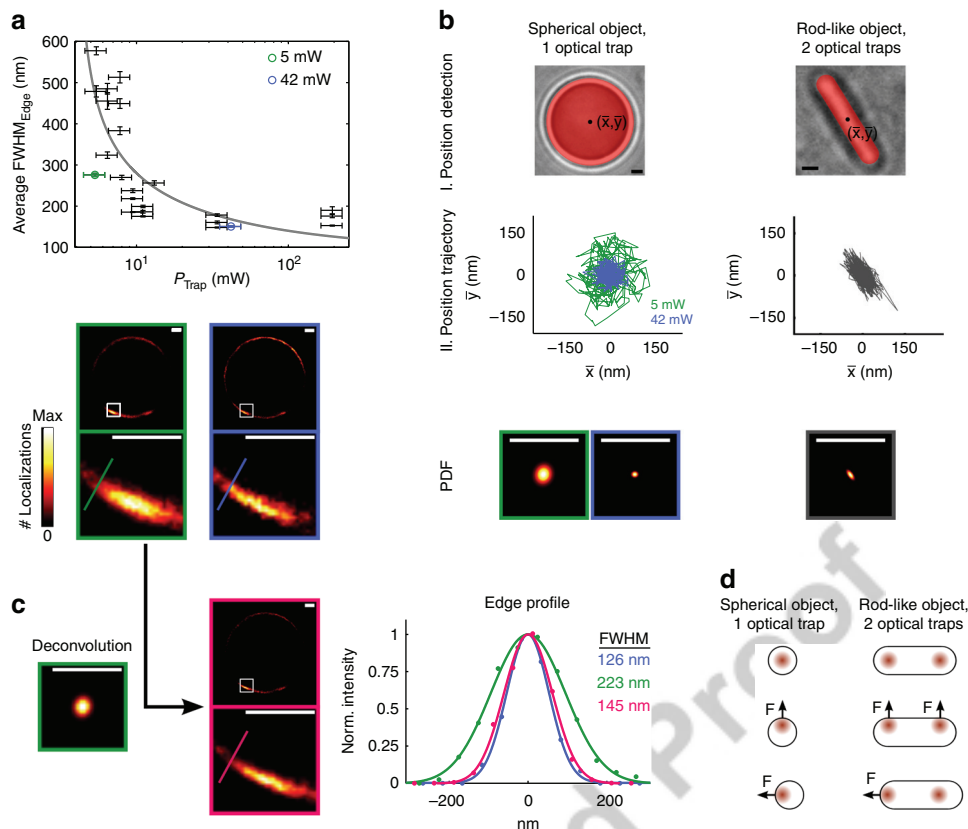 a
600
500
400
300
200
100
Average FWHM_Edge (nm)
5 mW
42 mW
10^1
10^2
P_Trap (mW)
b
Spherical object,
1 optical trap
Rod-like object,
2 optical traps
I. Position detection
(x̅,y̅)
(x̅,y̅)
II. Position trajectory
150
0
−150
y̅ (nm)
5 mW
42 mW
−150
0
150
x̅ (nm)
150
0
−150
y̅ (nm)
−150
0
150
x̅ (nm)
PDF
Max
# Localizations
0
c
Deconvolution
Edge profile
1
0.75
0.5
0.25
0
Norm. intensity
FWHM
126 nm
223 nm
145 nm
−200
0
200
nm
d
Spherical object,
1 optical trap
Rod-like object,
2 optical traps
F
F
F
F
F
d Proof